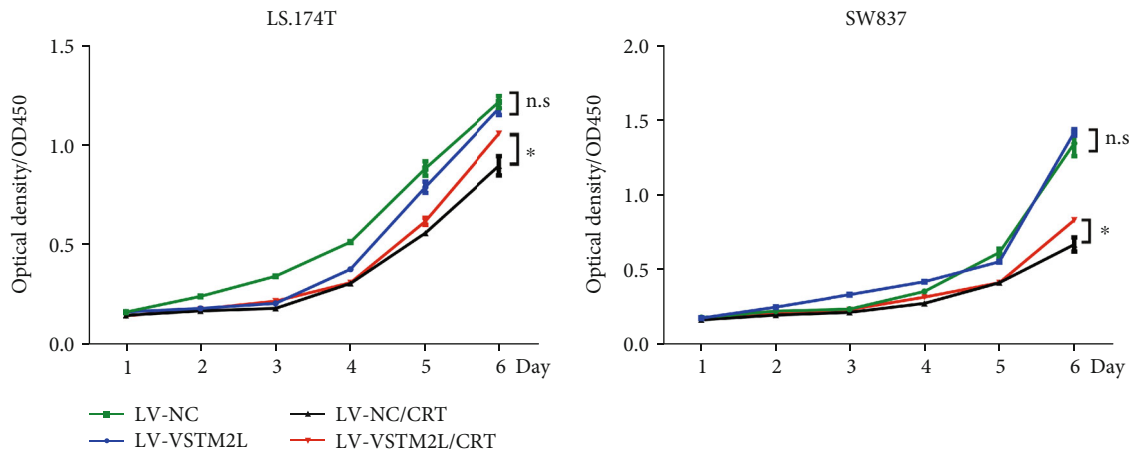 LS.174T
Optical density/OD450
1.5
1.0
0.5
0.0
1 2 3 4 5 6 Day
n.s
*
SW837
Optical density/OD450
2.0
1.5
1.0
0.5
0.0
1 2 3 4 5 6 Day
n.s
*
LV-NC
LV-VSTM2L
LV-NC/CRT
LV-VSTM2L/CRT